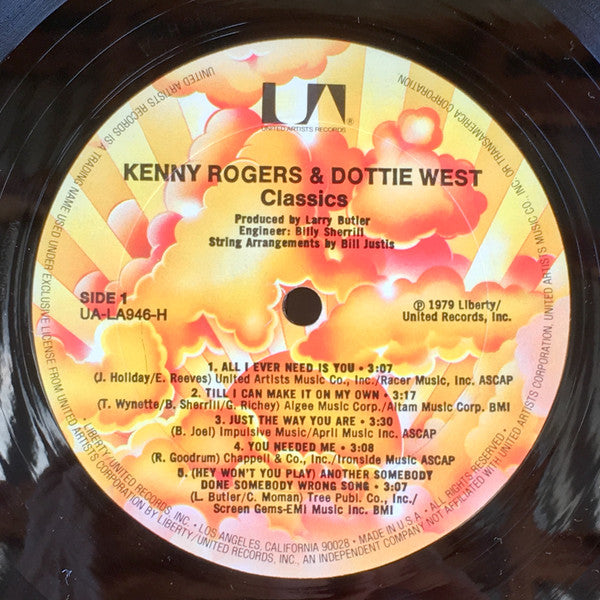 UA®
UNITED ARTISTS RECORDS
KENNY ROGERS & DOTTIE WEST
Classics
Produced by Larry Butler
Engineer: Billy Sherrill
String Arrangements by Bill Justis
SIDE 1
UA-LA946-H
℗ 1979 Liberty/
United Records, Inc.
1. ALL I EVER NEED IS YOU • 3:07
(J. Holiday/E. Reeves) United Artists Music Co., Inc./Racer Music, Inc. ASCAP
2. TILL I CAN MAKE IT ON MY OWN • 3:17
(T. Wynette/B. Sherrill/G. Richey) Algee Music Corp./Altam Music Corp. BMI
3. JUST THE WAY YOU ARE • 3:30
(B. Joel) Impulsive Music/April Music Inc. ASCAP
4. YOU NEEDED ME • 3:08
(R. Goodrum) Chappell & Co., Inc./Ironside Music ASCAP
5. (HEY WON'T YOU PLAY) ANOTHER SOMEBODY
DONE SOMEBODY WRONG SONG • 3:07
(L. Butler/C. Moman) Tree Publ. Co., Inc./
Screen Gems-EMI Music Inc. BMI
UNITED ARTISTS RECORDS IS A TRADING NAME USED UNDER EXCLUSIVE LICENSE FROM UNITED ARTISTS CORPORATION BY LIBERTY/UNITED RECORDS, INC., AN INDEPENDENT COMPANY NOT AFFILIATED WITH UNITED ARTISTS CORPORATION, UNITED ARTISTS MUSIC CO., INC. OR TRANSAMERICA CORPORATION
LIBERTY/UNITED RECORDS, INC. • LOS ANGELES, CALIFORNIA 90028 • MADE IN U.S.A. • ALL RIGHTS RESERVED.